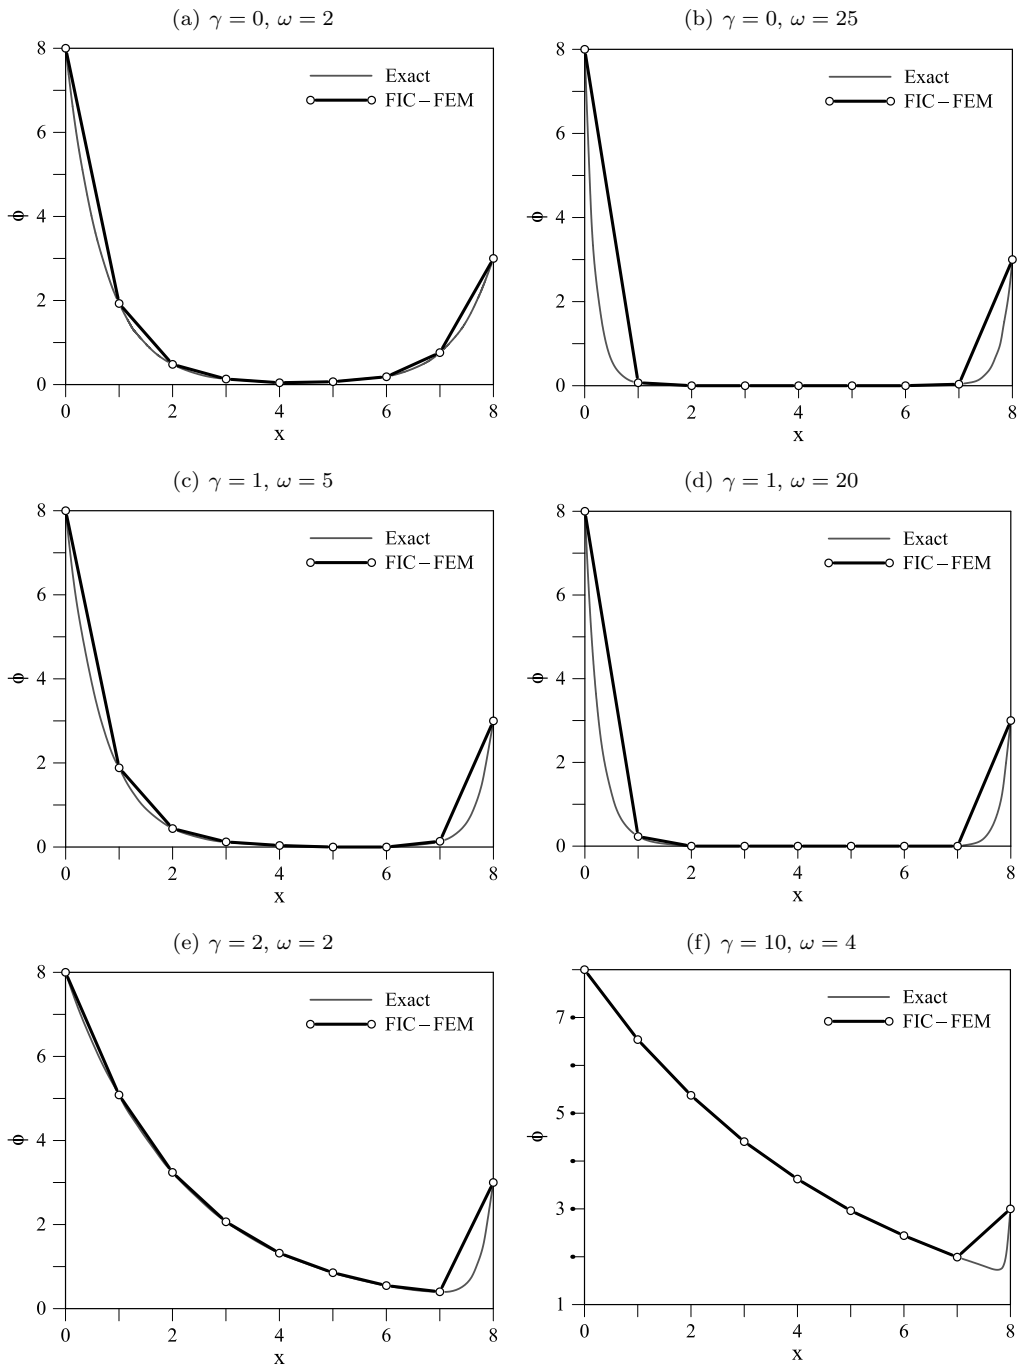 (a) γ = 0, ω = 2
(b) γ = 0, ω = 25
8
6
4
2
0
ϕ
Exact
FIC−FEM
0 2 4 6 8
x
8
6
4
2
0
ϕ
Exact
FIC−FEM
0 2 4 6 8
x
(c) γ = 1, ω = 5
(d) γ = 1, ω = 20
8
6
4
2
0
ϕ
Exact
FIC−FEM
0 2 4 6 8
x
8
6
4
2
0
ϕ
Exact
FIC−FEM
0 2 4 6 8
x
(e) γ = 2, ω = 2
(f) γ = 10, ω = 4
8
6
4
2
0
ϕ
Exact
FIC−FEM
0 2 4 6 8
x
7
5
3
1
ϕ
Exact
FIC−FEM
0 2 4 6 8
x